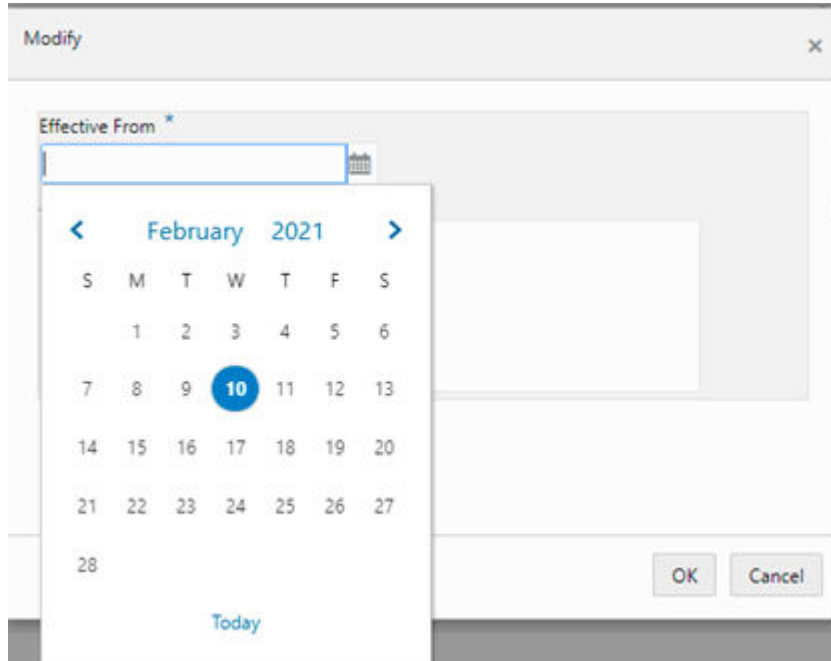 Modify ×
Effective From *
February 2021
S M T W T F S
1 2 3 4 5 6
7 8 9 10 11 12 13
14 15 16 17 18 19 20
21 22 23 24 25 26 27
28
OK Cancel
Today